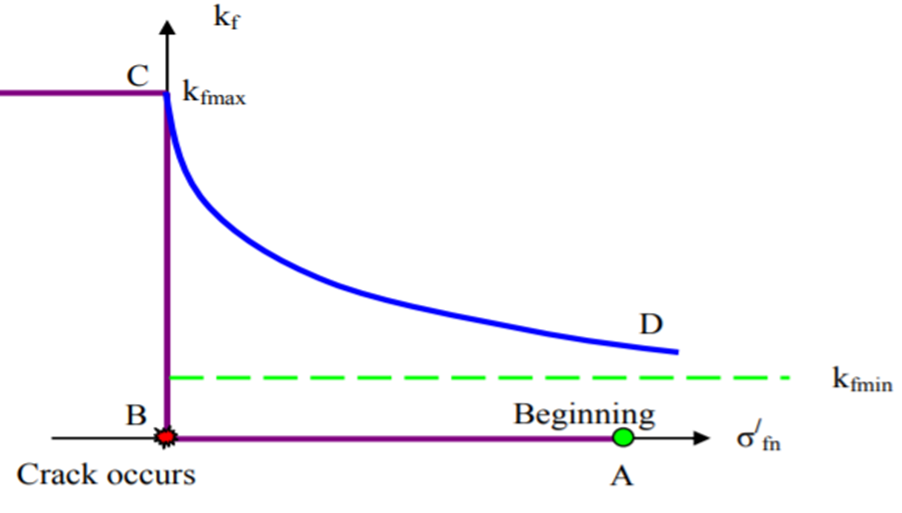 k_f
C
k_fmax
D
k_fmin
B
Beginning
σ′_fn
Crack occurs
A